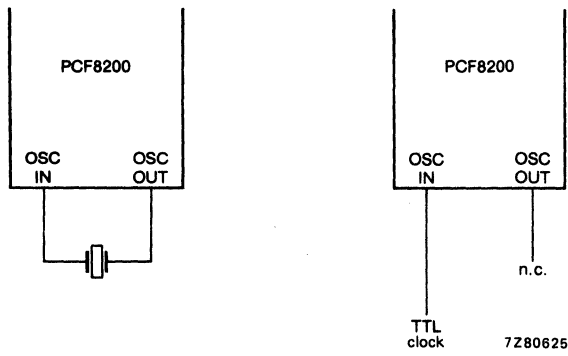 PCF8200
OSC IN
OSC OUT
PCF8200
OSC IN
OSC OUT
n.c.
TTL
clock
7Z80625